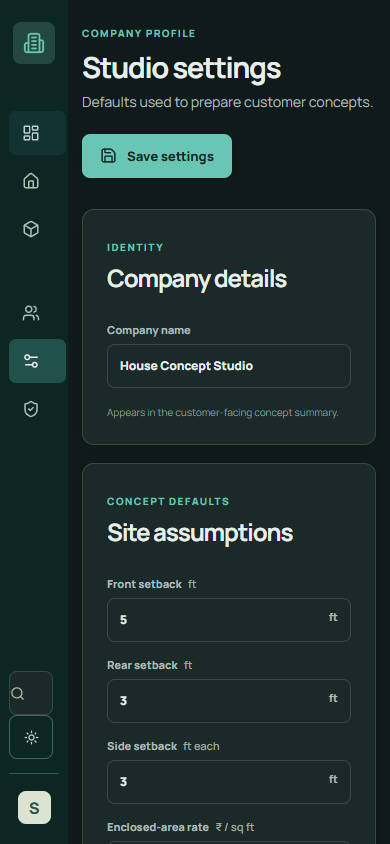 COMPANY PROFILE
Studio settings
Defaults used to prepare customer concepts.
Save settings
IDENTITY
Company details
Company name
House Concept Studio
Appears in the customer-facing concept summary.
CONCEPT DEFAULTS
Site assumptions
Front setback ft
5 ft
Rear setback ft
3 ft
Side setback ft each
3 ft
Enclosed-area rate ₹ / sq ft
S